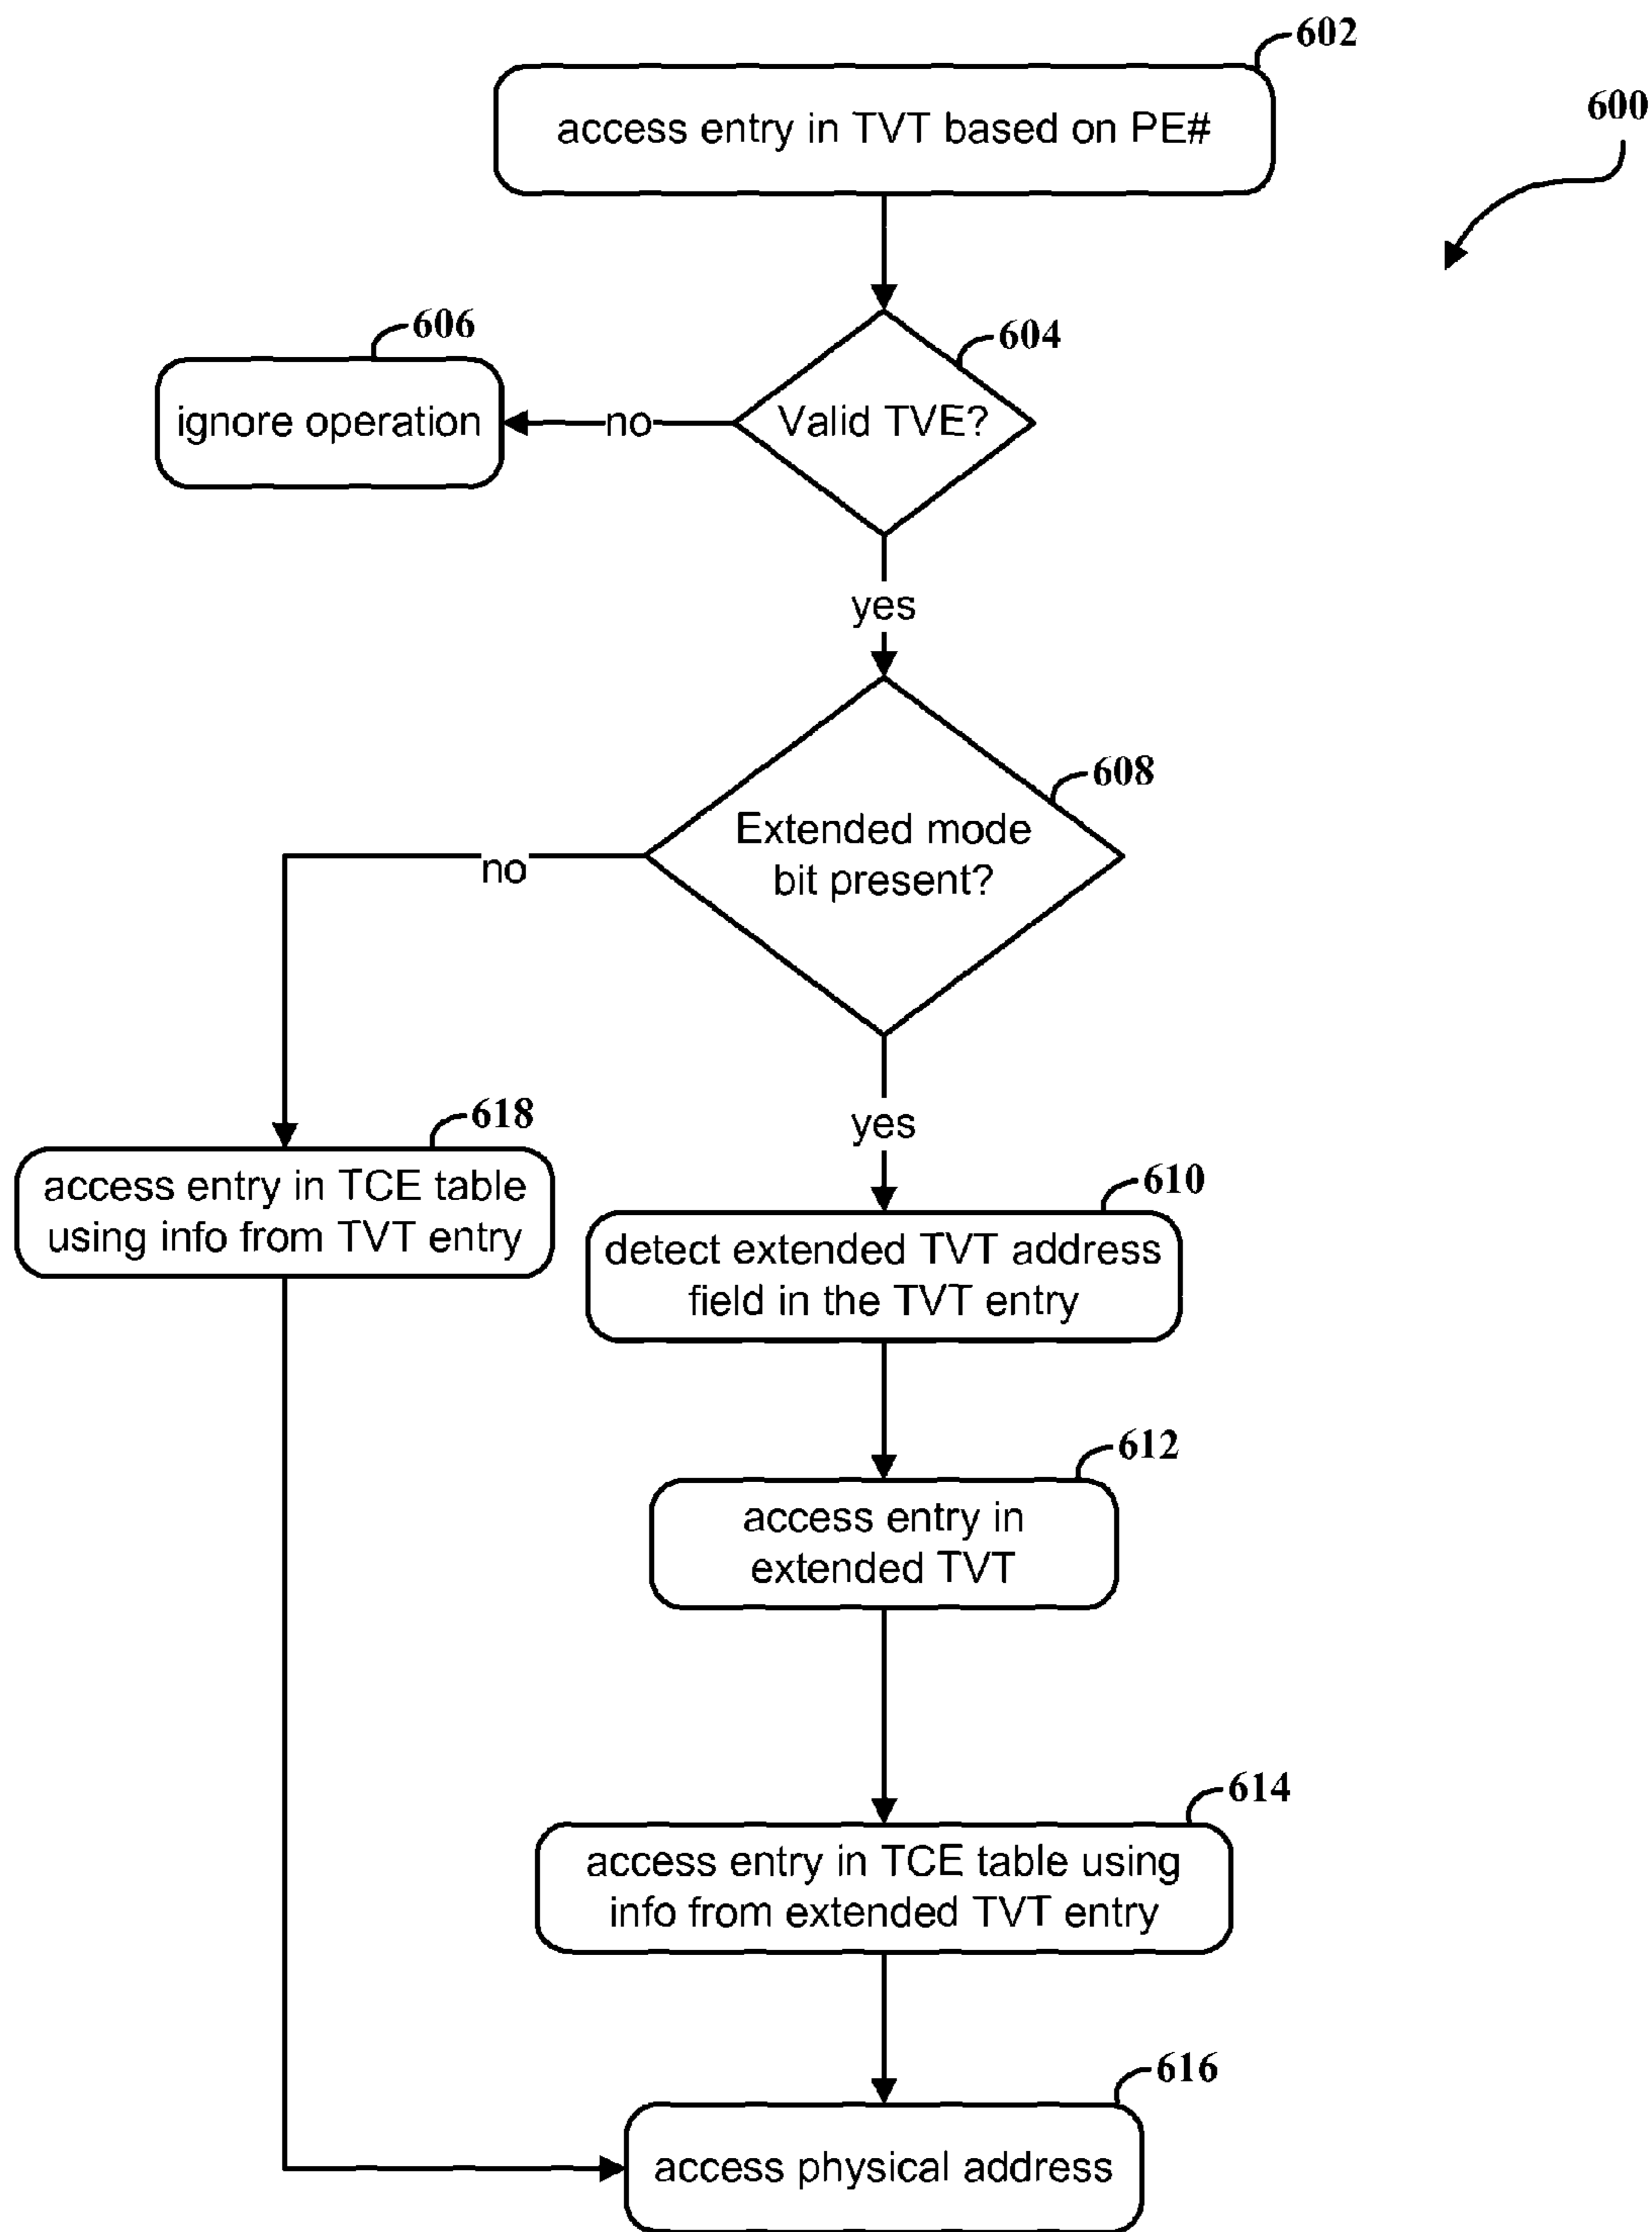 602
access entry in TVT based on PE#
600
604
606
Valid TVE?
no
ignore operation
yes
608
Extended mode
bit present?
no
yes
618
access entry in TCE table
using info from TVT entry
610
detect extended TVT address
field in the TVT entry
612
access entry in
extended TVT
614
access entry in TCE table using
info from extended TVT entry
616
access physical address